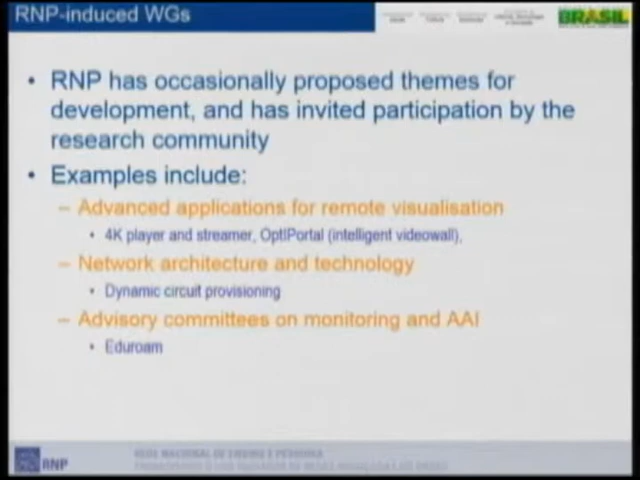 RNP-induced WGs
BRASIL
• RNP has occasionally proposed themes for
development, and has invited participation by the
research community
• Examples include:
– Advanced applications for remote visualisation
• 4K player and streamer, OptIPortal (intelligent videowall),
– Network architecture and technology
• Dynamic circuit provisioning
– Advisory committees on monitoring and AAI
• Eduroam
RNP
REDE NACIONAL DE ENSINO E PESQUISA